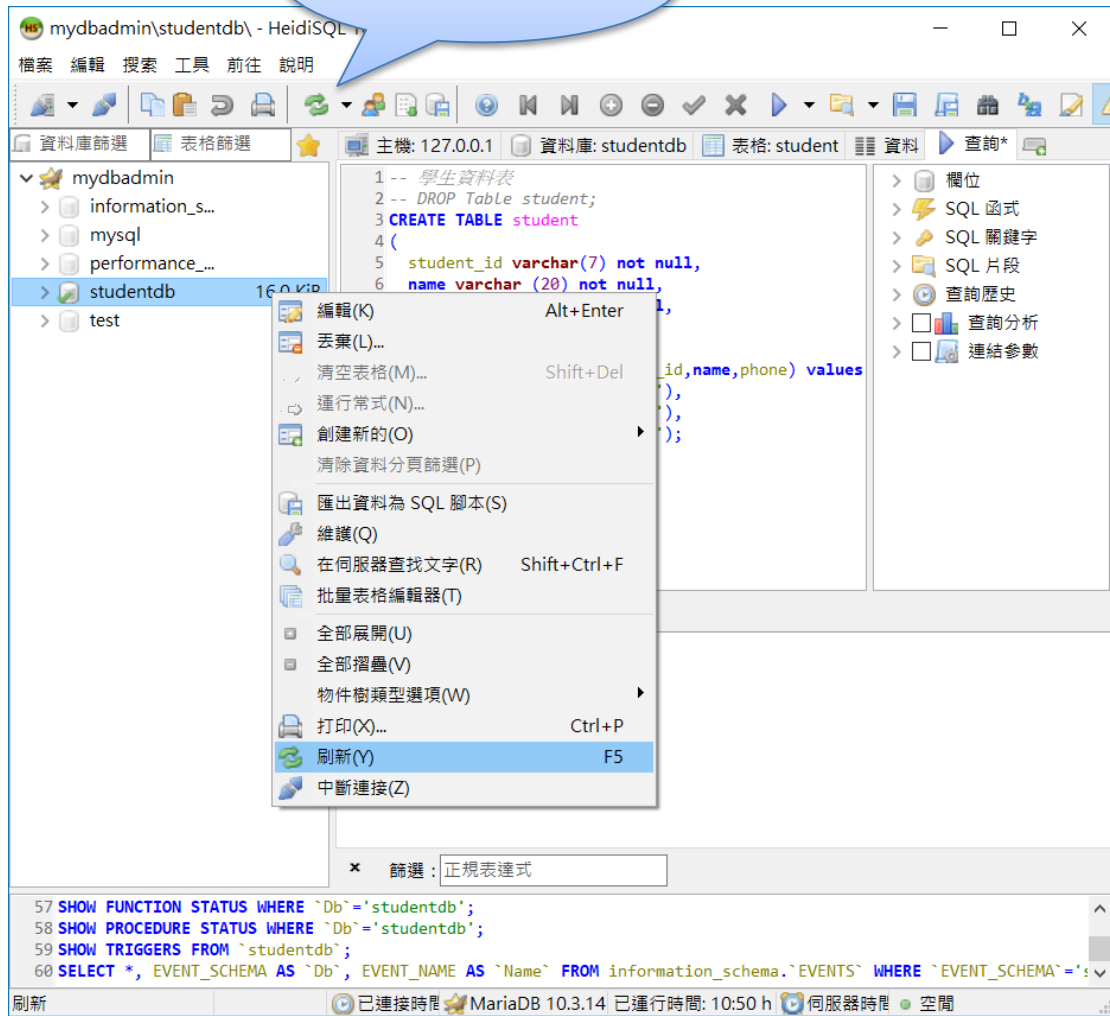 mydbadmin\studentdb\ - HeidiSQL
檔案 編輯 搜索 工具 前往 說明
資料庫篩選 表格篩選
主機: 127.0.0.1 資料庫: studentdb 表格: student 資料 查詢*
mydbadmin
information_s...
mysql
performance_...
studentdb 16.0 KiB
test
1 -- 學生資料表
2 -- DROP Table student;
3 CREATE TABLE student
4 (
5 student_id varchar(7) not null,
6 name varchar (20) not null,
_id,name,phone) values
'),
'),
');
欄位
SQL 函式
SQL 關鍵字
SQL 片段
查詢歷史
查詢分析
連結參數
編輯(K) Alt+Enter
丟棄(L)...
清空表格(M)... Shift+Del
運行常式(N)...
創建新的(O)
清除資料分頁篩選(P)
匯出資料為 SQL 腳本(S)
維護(Q)
在伺服器查找文字(R) Shift+Ctrl+F
批量表格編輯器(T)
全部展開(U)
全部摺疊(V)
物件樹類型選項(W)
打印(X)... Ctrl+P
刷新(Y) F5
中斷連接(Z)
× 篩選 : 正規表達式
57 SHOW FUNCTION STATUS WHERE `Db`='studentdb';
58 SHOW PROCEDURE STATUS WHERE `Db`='studentdb';
59 SHOW TRIGGERS FROM `studentdb`;
60 SELECT *, EVENT_SCHEMA AS `Db`, EVENT_NAME AS `Name` FROM information_schema.`EVENTS` WHERE `EVENT_SCHEMA`='
刷新 已連接時間 MariaDB 10.3.14 已運行時間: 10:50 h 伺服器時間 空閒